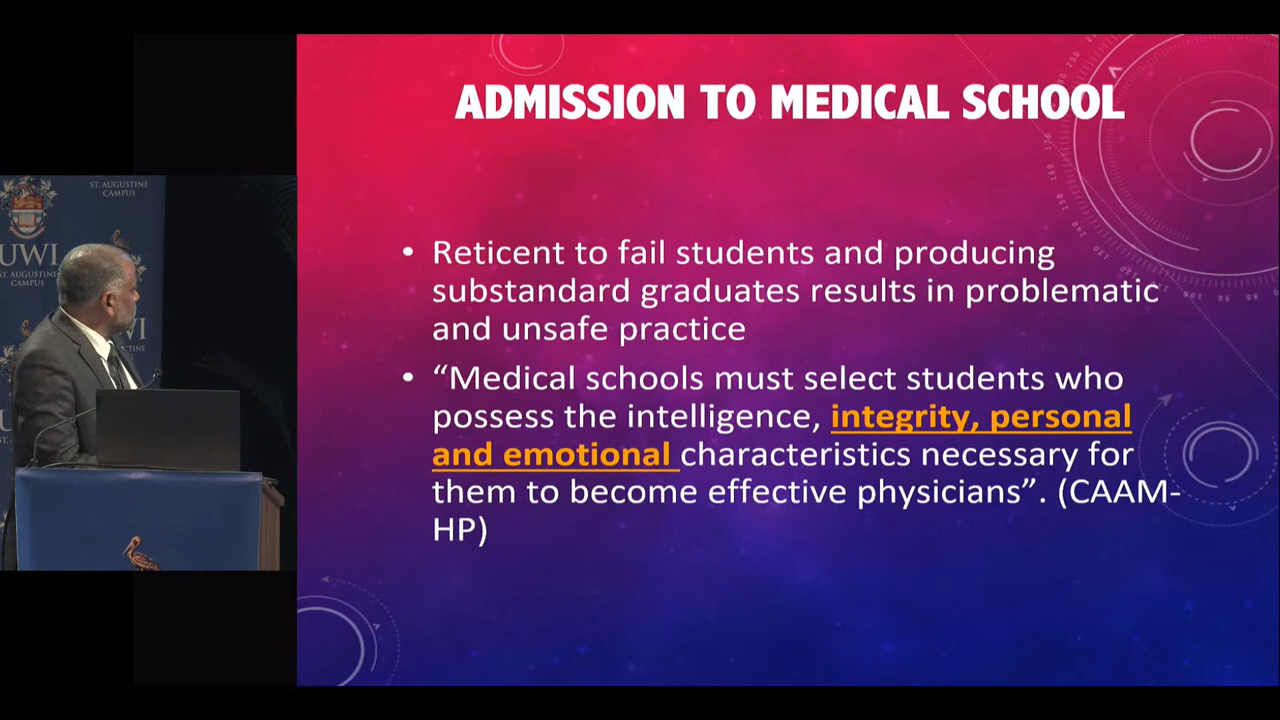 ADMISSION TO MEDICAL SCHOOL
• Reticent to fail students and producing
substandard graduates results in problematic
and unsafe practice
• “Medical schools must select students who
possess the intelligence, integrity, personal
and emotional characteristics necessary for
them to become effective physicians”. (CAAM-
HP)
ST. AUGUSTINE
CAMPUS
UWI
ST. AUGUSTINE
CAMPUS